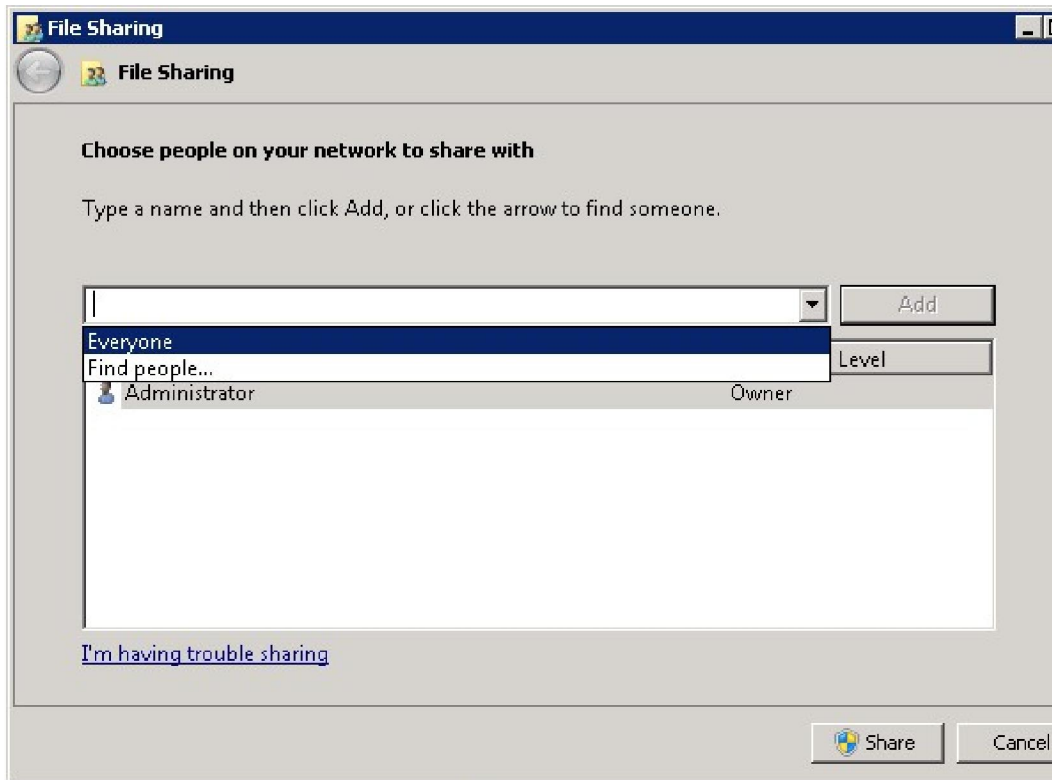 File Sharing
File Sharing
Choose people on your network to share with
Type a name and then click Add, or click the arrow to find someone.
Add
Everyone
Find people...
Level
Administrator Owner
I'm having trouble sharing
Share Cancel